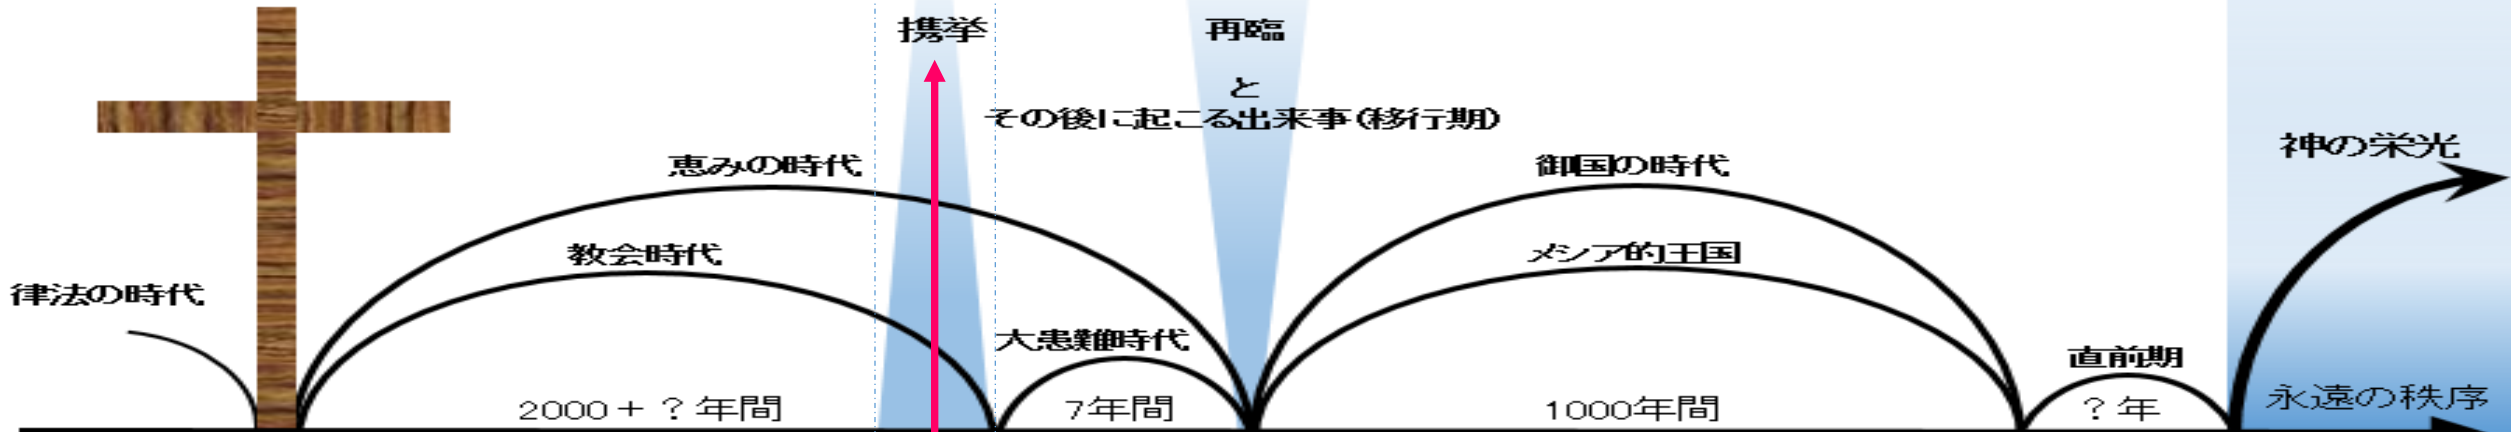 携挙
再臨
と
その後に起こる出来事(移行期)
神の栄光
恵みの時代
御国の時代
教会時代
メシア的王国
律法の時代
大患難時代
直前期
2000+?年間
7年間
1000年間
?年
永遠の秩序